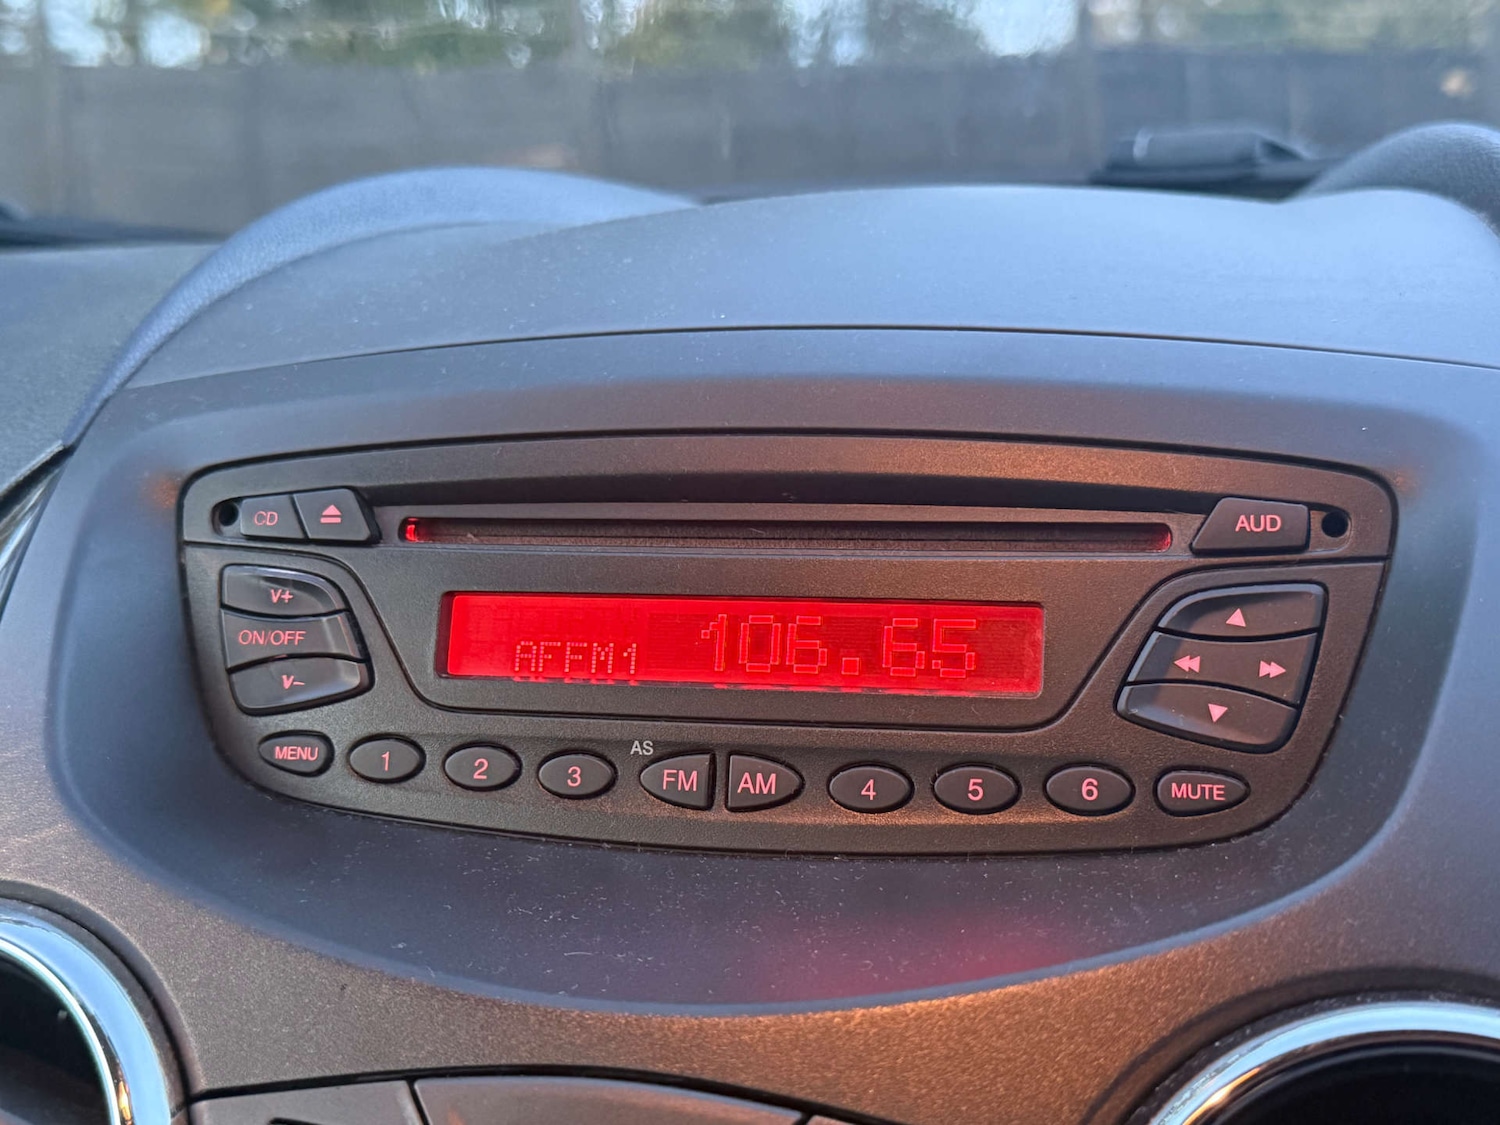 CD
AUD
V+
ON/OFF
V-
AFFM1 106.65
MENU 1 2 3 AS FM AM 4 5 6 MUTE